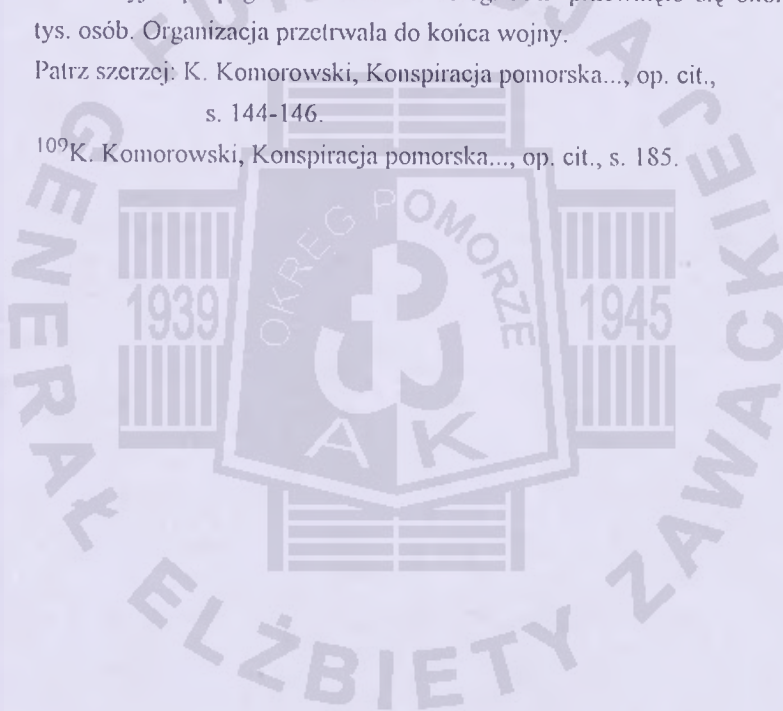 tys. osób. Organizacja przetrwała do końca wojny.
Patrz szerzej: K. Komorowski, Konspiracja pomorska..., op. cit.,
s. 144-146.
109K. Komorowski, Konspiracja pomorska..., op. cit., s. 185.
FUNDACJA GENERAŁ ELŻBIETY ZAWACKIEJ
OKRĘG POMORZE
1939
1945
AK